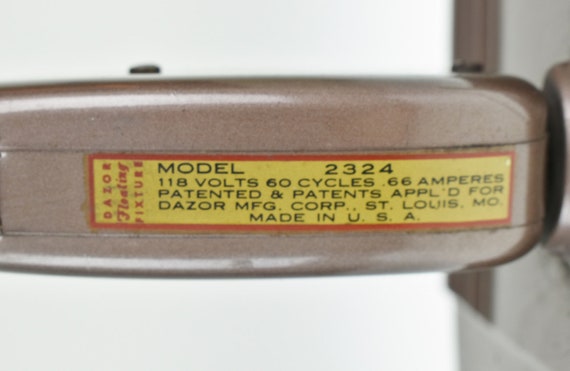 DAZOR
Floating
FIXTURE
MODEL 2324
118 VOLTS 60 CYCLES .66 AMPERES
PATENTED & PATENTS APPL'D FOR
DAZOR MFG. CORP., ST. LOUIS, MO.
MADE IN U. S. A.